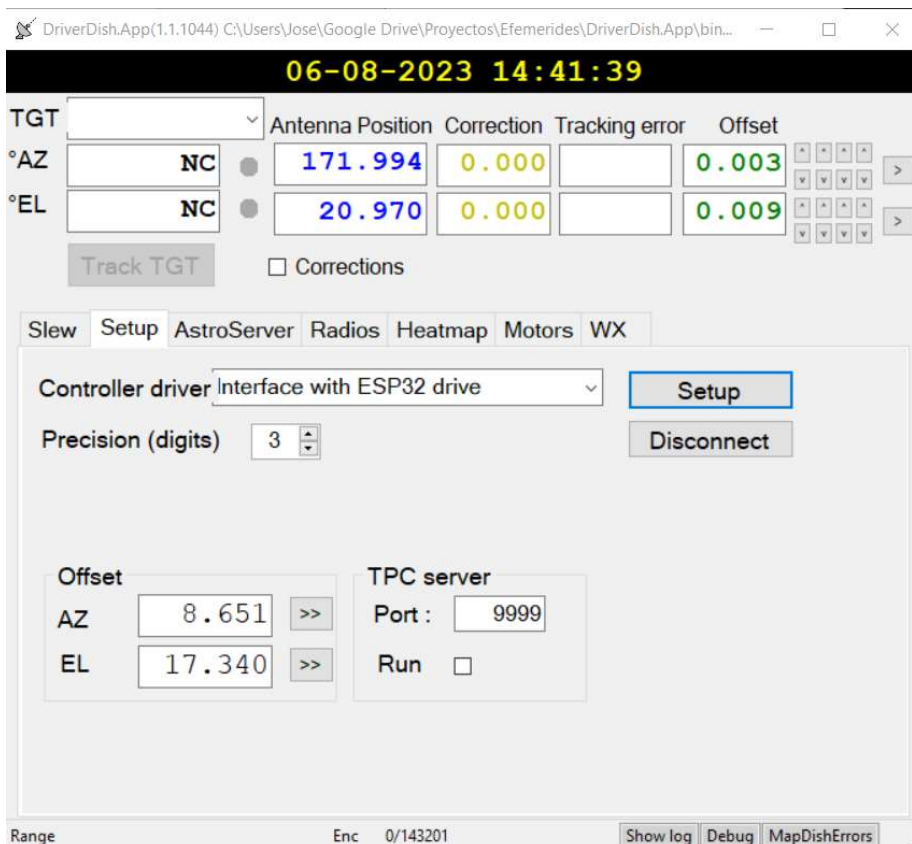 DriverDish.App(1.1.1044) C:\Users\Jose\Google Drive\Proyectos\Efemerides\DriverDish.App\bin...
06-08-2023 14:41:39
TGT
Antenna Position Correction Tracking error Offset
°AZ NC 171.994 0.000 0.003 >
°EL NC 20.970 0.000 0.009 >
Track TGT Corrections
Slew Setup AstroServer Radios Heatmap Motors WX
Controller driver Interface with ESP32 drive Setup
Precision (digits) 3 Disconnect
Offset TPC server
AZ 8.651 >> Port : 9999
EL 17.340 >> Run
Range Enc 0/143201 Show log Debug MapDishErrors